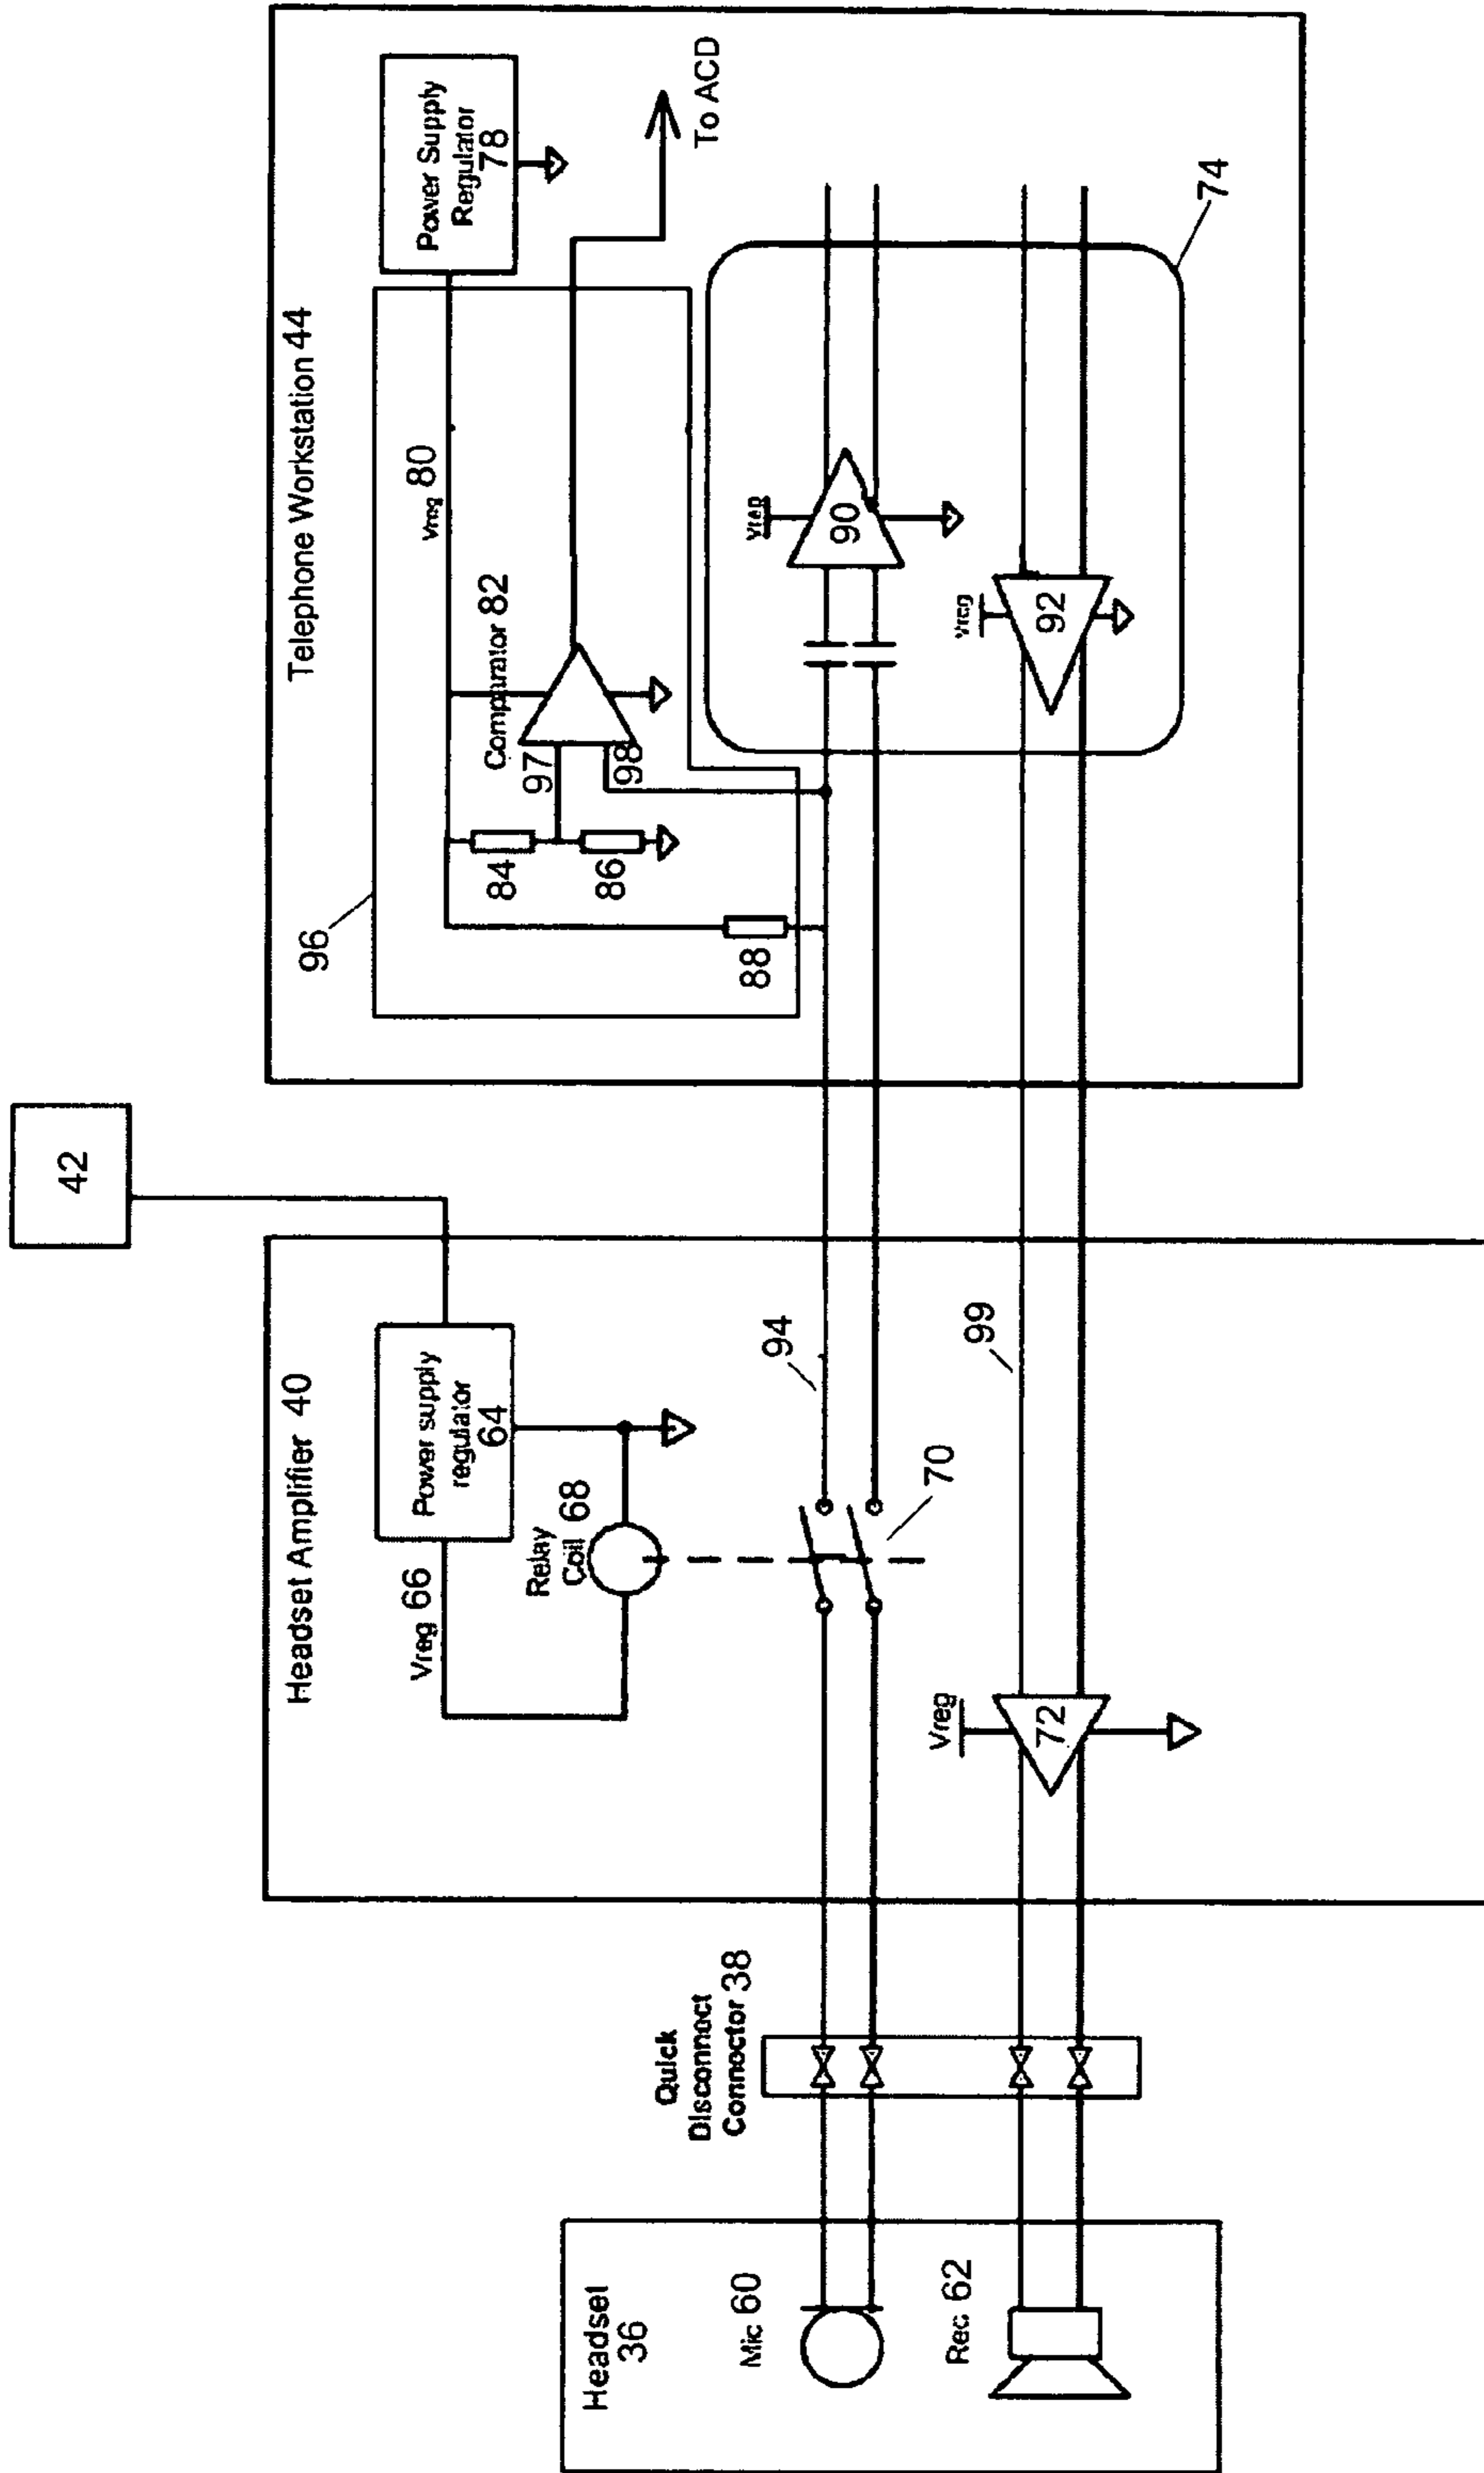 42
Headset Amplifier 40
Power supply
regulator
64
Vreg 66
Relay
Coil 68
94
70
99
Vreg
72
Telephone Workstation 44
Power Supply
Regulator
78
To ACD
Vreg 80
Comparator 82
97
98
84
86
88
96
Vreg
90
Vreg
92
74
Quick
Disconnect
Connector 38
Headset
36
Mic 60
Rec 62